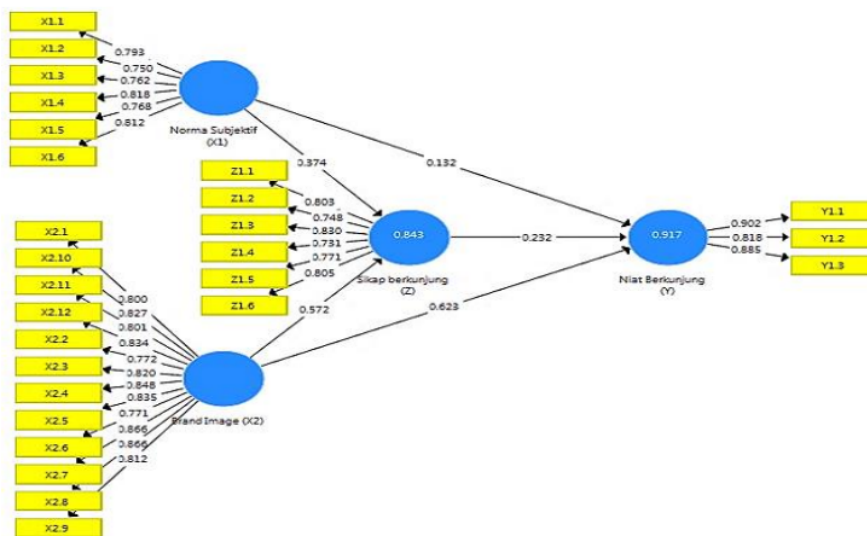 X1.1
X1.2
X1.3
X1.4
X1.5
X1.6
0.793
0.750
0.762
0.818
0.768
0.812
Norma Subjektif
(X1)
0.374
0.132
Z1.1
Z1.2
Z1.3
Z1.4
Z1.5
Z1.6
0.803
0.748
0.830
0.731
0.771
0.805
0.843
Sikap berkunjung
(Z)
0.232
0.917
Niat Berkunjung
(Y)
0.902
0.818
0.885
Y1.1
Y1.2
Y1.3
0.572
0.623
X2.1
X2.10
X2.11
X2.12
X2.2
X2.3
X2.4
X2.5
X2.6
X2.7
X2.8
X2.9
0.800
0.827
0.801
0.834
0.772
0.820
0.848
0.835
0.771
0.866
0.866
0.812
Brand Image (X2)